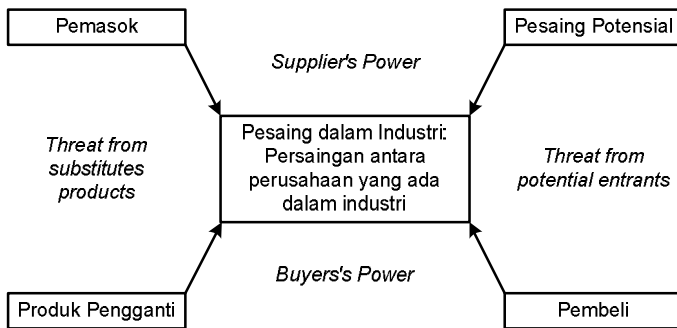 Pemasok
Pesaing Potensial
Supplier's Power
Threat from
substitutes
products
Pesaing dalam Industri:
Persaingan antara
perusahaan yang ada
dalam industri
Threat from
potential entrants
Buyers's Power
Produk Pengganti
Pembeli